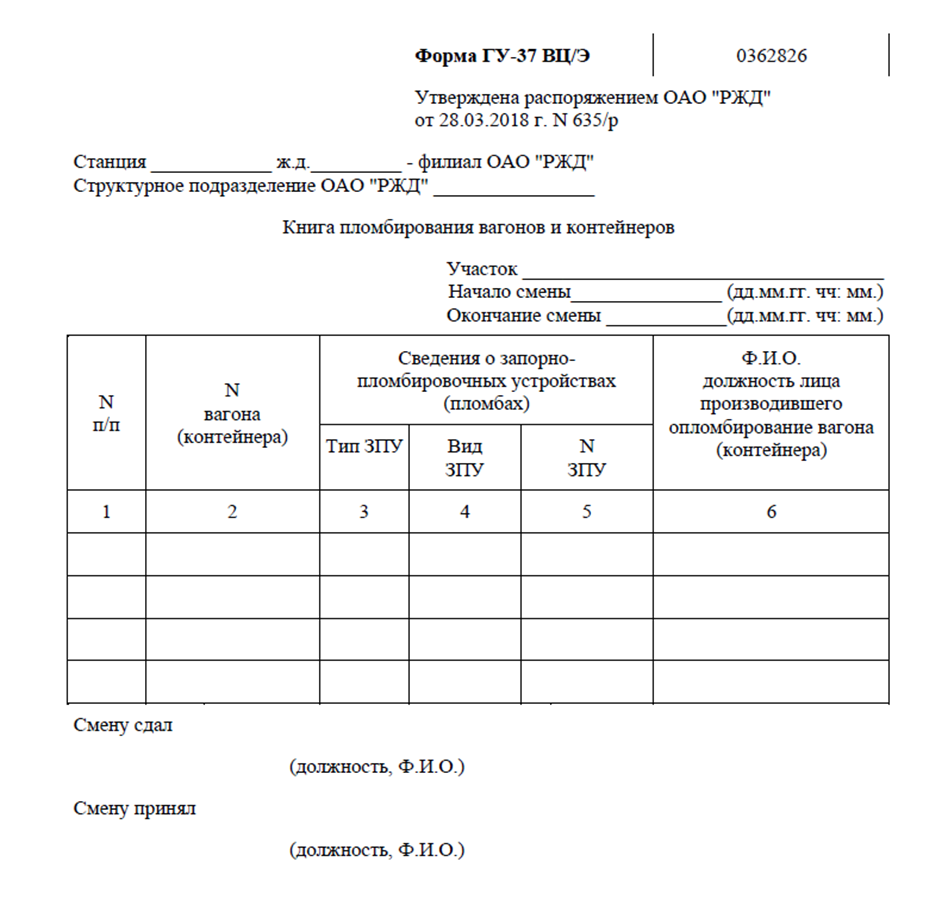 Форма ГУ-37 ВЦ/Э 0362826
Утверждена распоряжением ОАО "РЖД"
от 28.03.2018 г. N 635/р
Станция ____________ ж.д._________ - филиал ОАО "РЖД"
Структурное подразделение ОАО "РЖД" ________________
Книга пломбирования вагонов и контейнеров
Участок ____________________________________
Начало смены_______________ (дд.мм.гг. чч: мм.)
Окончание смены ____________(дд.мм.гг. чч: мм.)
N
п/п
N
вагона
(контейнера)
Сведения о запорно-
пломбировочных устройствах
(пломбах)
Тип ЗПУ
Вид
ЗПУ
N
ЗПУ
Ф.И.О.
должность лица
производившего
опломбирование вагона
(контейнера)
1 2 3 4 5 6
Смену сдал
(должность, Ф.И.О.)
Смену принял
(должность, Ф.И.О.)